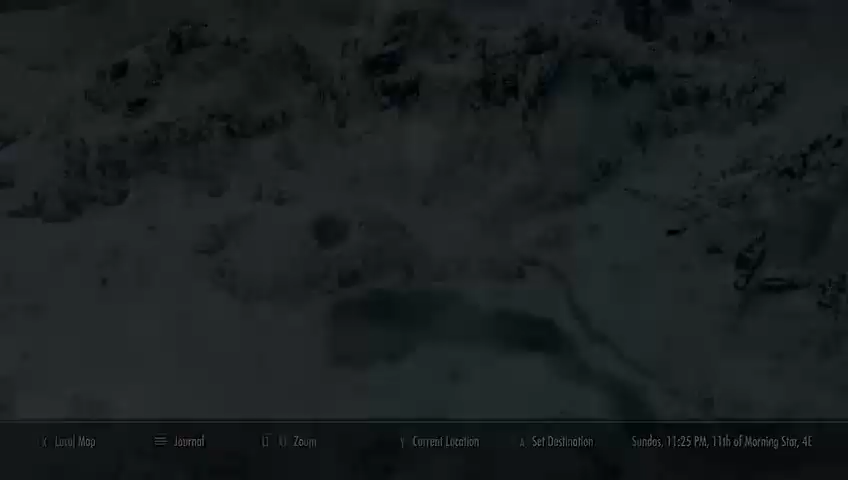 X Local Map Journal Zoom Y Current Location A Set Destination Sundas, 11:25 PM, 11th of Morning Star, 4E